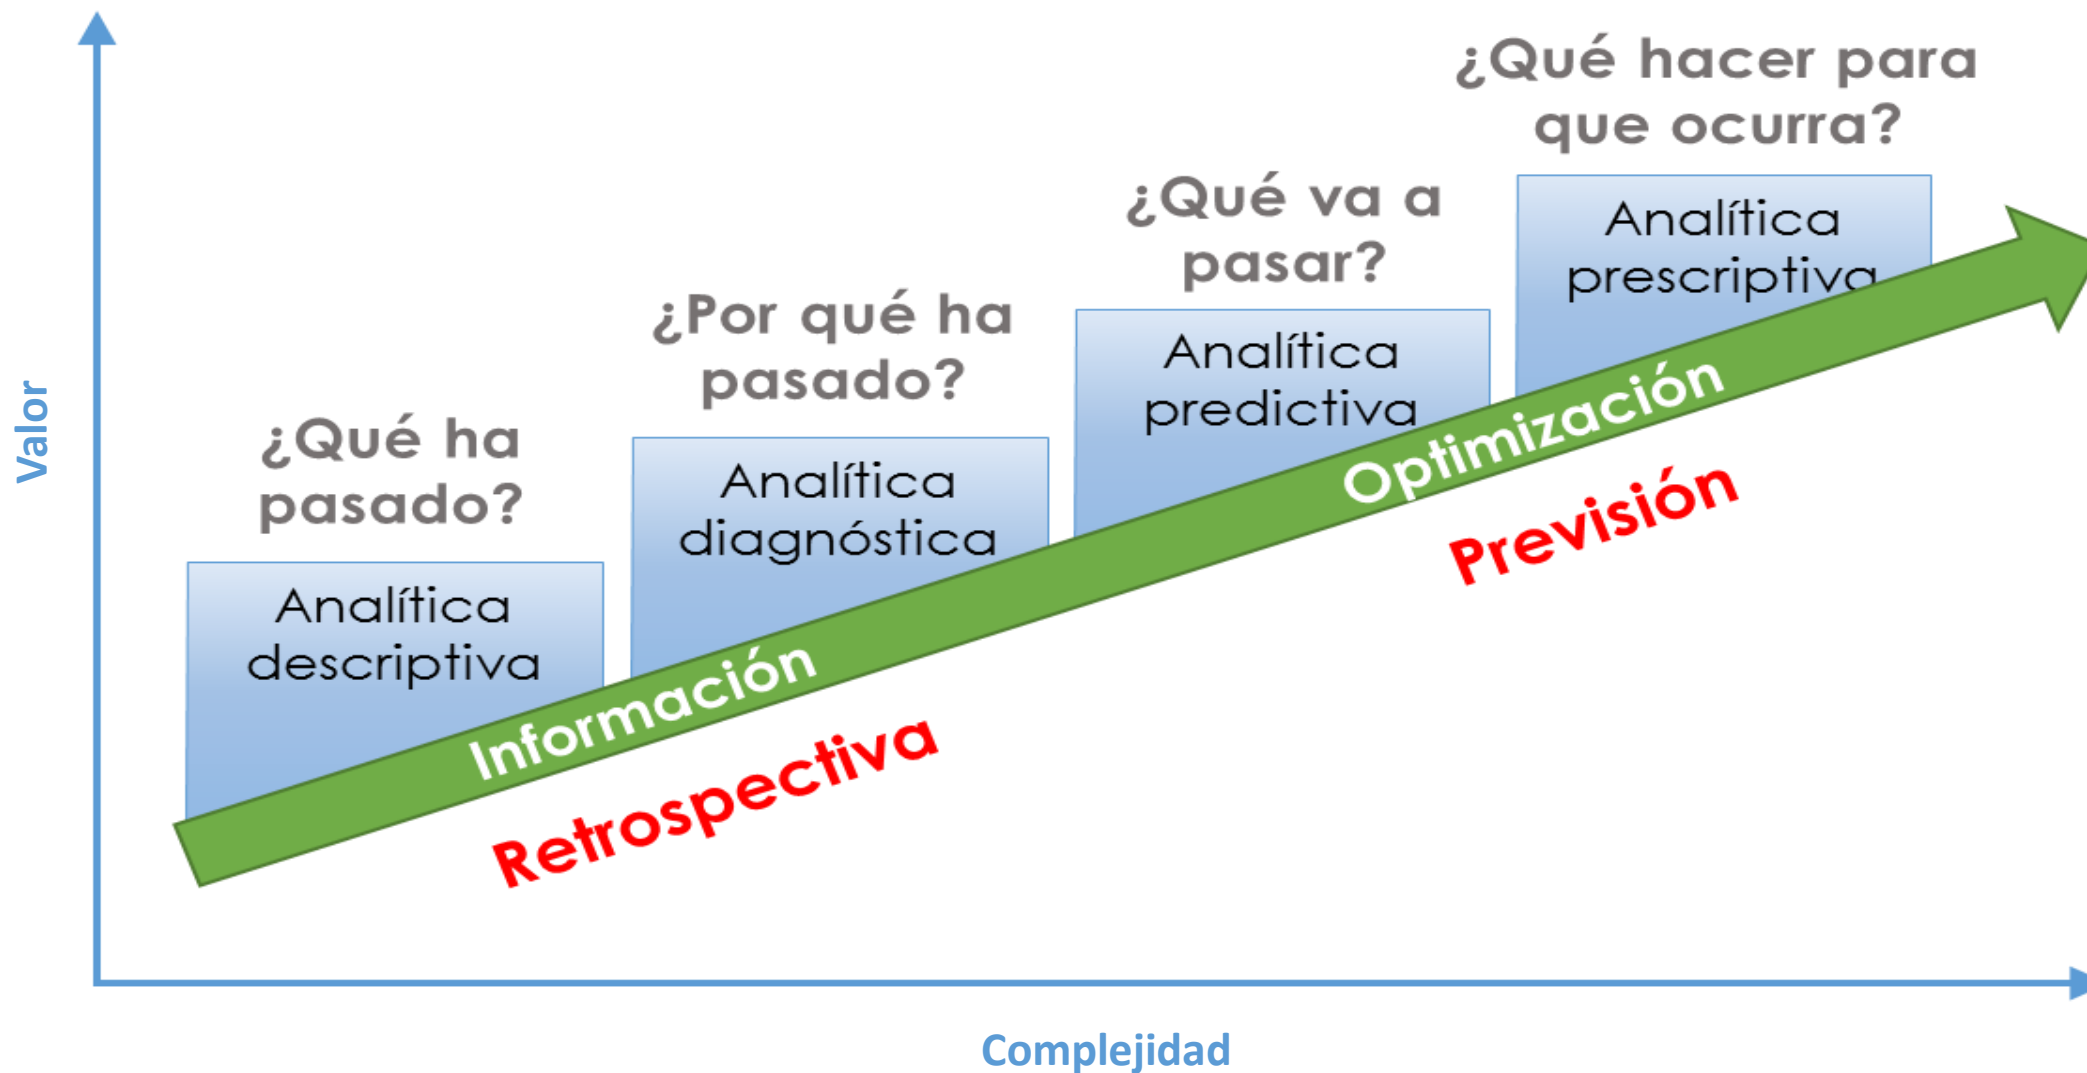 ¿Qué hacer para
que ocurra?
Analítica
prescriptiva
¿Qué va a
pasar?
Analítica
predictiva
¿Por qué ha
pasado?
Analítica
diagnóstica
¿Qué ha
pasado?
Analítica
descriptiva
Valor
Información
Optimización
Retrospectiva
Previsión
Complejidad